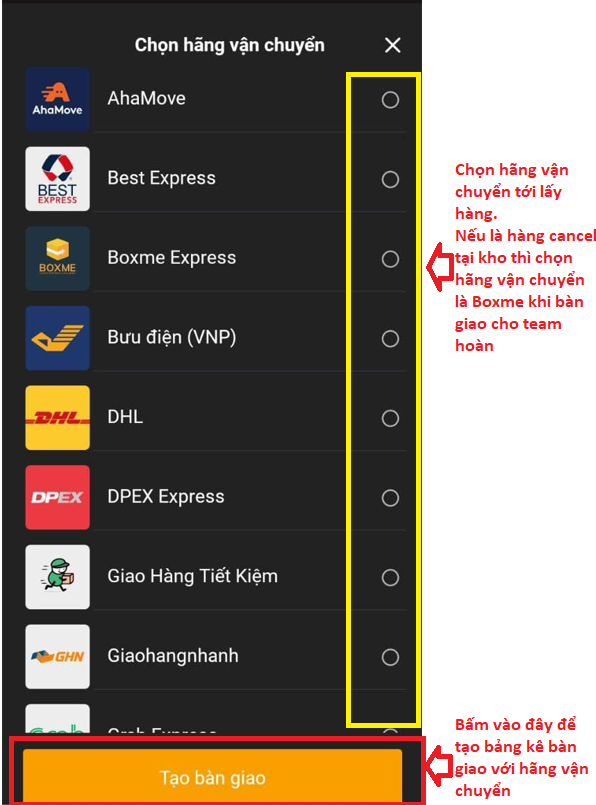 Chọn hãng vận chuyển
AhaMove
AhaMove
BEST
EXPRESS
Best Express
BOXME
Boxme Express
Bưu điện (VNP)
DHL
DHL
DPEX
DPEX Express
Giao Hàng Tiết Kiệm
GHN
Giaohangnhanh
Grab Express
Tạo bàn giao
Chọn hãng vận
chuyển tới lấy
hàng.
Nếu là hàng cancel
tại kho thì chọn
hãng vận chuyển
là Boxme khi bàn
giao cho team
hoàn
Bấm vào đây để
tạo bảng kê bàn
giao với hãng vận
chuyển